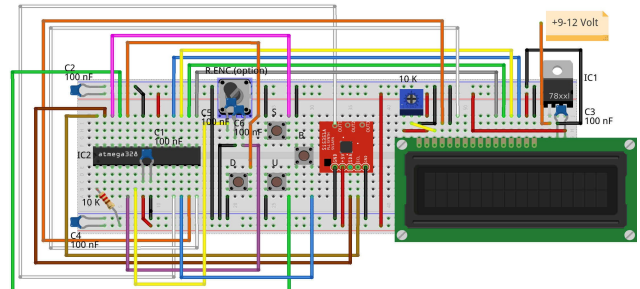 +9-12 Volt
C2
100 nF
R.ENC.(option)
10 K
IC1
78xxl
C5
100 nF
C6
100 nF
S
C3
100 nF
C1
100 nF
R
IC2
atmega328
D
U
10 K
C4
100 nF